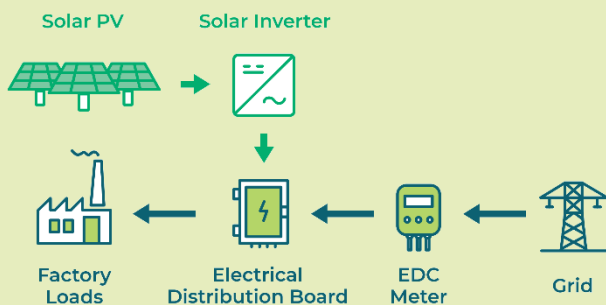 Solar PV
Solar Inverter
Factory
Loads
Electrical
Distribution Board
EDC
Meter
Grid